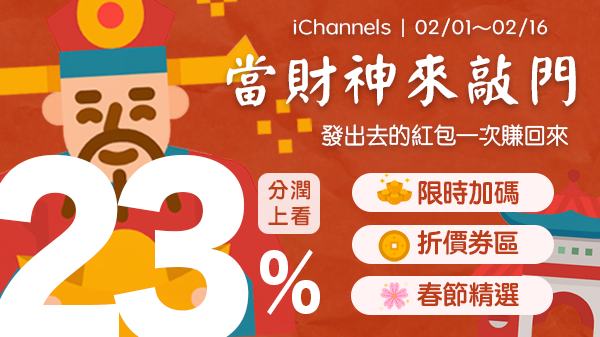 iChannels | 02/01~02/16
當財神來敲門
發出去的紅包一次賺回來
23%
分潤
上看
限時加碼
折價券區
春節精選